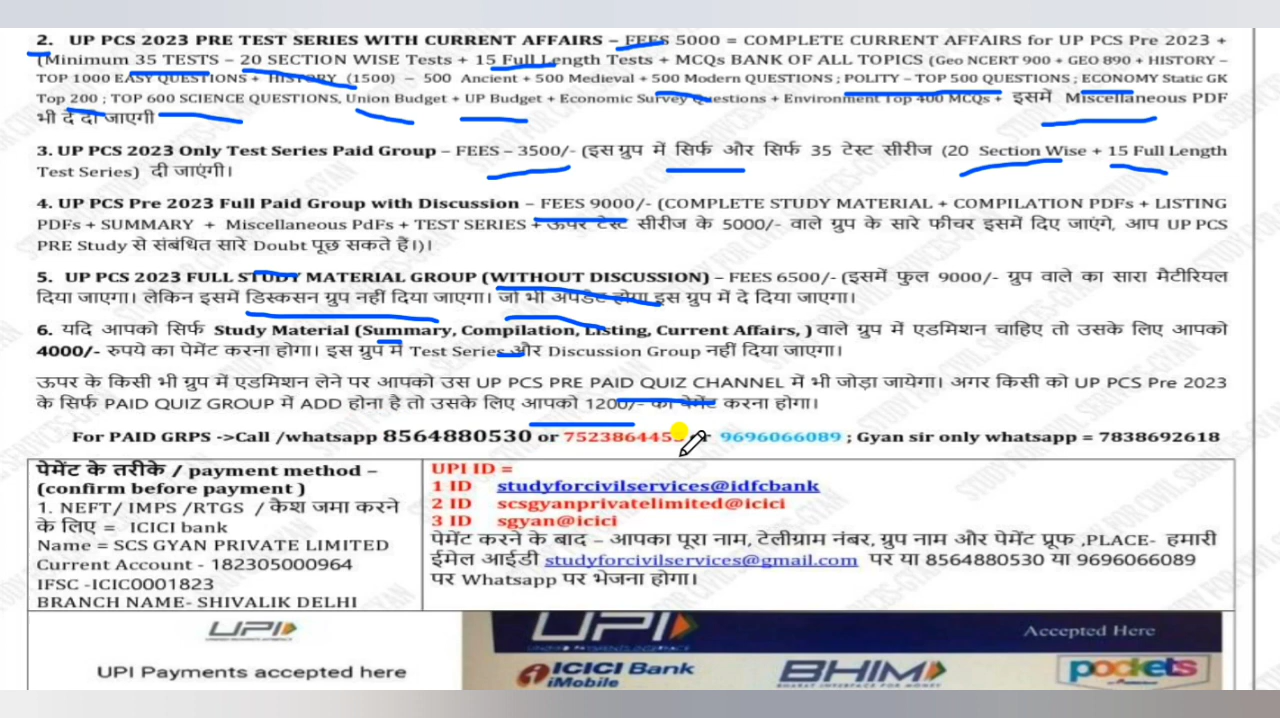 2. UP PCS 2023 PRE TEST SERIES WITH CURRENT AFFAIRS – FEES 5000 = COMPLETE CURRENT AFFAIRS for UP PCS Pre 2023 +
(Minimum 35 TESTS – 20 SECTION WISE Tests + 15 Full Length Tests + MCQs BANK OF ALL TOPICS (Geo NCERT 900 + GEO 890 + HISTORY –
TOP 1000 EASY QUESTIONS + HISTORY (1500) – 500 Ancient + 500 Medieval + 500 Modern QUESTIONS ; POLITY – TOP 500 QUESTIONS ; ECONOMY Static GK
Top 200 ; TOP 600 SCIENCE QUESTIONS, Union Budget + UP Budget + Economic Survey Questions + Environment Top 400 MCQs + इसमें Miscellaneous PDF
भी दे दी जाएगी
3. UP PCS 2023 Only Test Series Paid Group – FEES – 3500/- (इस ग्रुप में सिर्फ और सिर्फ 35 टेस्ट सीरीज (20 Section Wise + 15 Full Length
Test Series) दी जाएंगी।
4. UP PCS Pre 2023 Full Paid Group with Discussion – FEES 9000/- (COMPLETE STUDY MATERIAL + COMPILATION PDFs + LISTING
PDFs + SUMMARY + Miscellaneous PdFs + TEST SERIES + ऊपर टेस्ट सीरीज के 5000/- वाले ग्रुप के सारे फीचर इसमें दिए जाएंगे, आप UP PCS
PRE Study से संबंधित सारे Doubt पूछ सकते हैं।)।
5. UP PCS 2023 FULL STUDY MATERIAL GROUP (WITHOUT DISCUSSION) – FEES 6500/- (इसमें फुल 9000/- ग्रुप वाले का सारा मैटीरियल
दिया जाएगा। लेकिन इसमें डिस्कसन ग्रुप नहीं दिया जाएगा। जो भी अपडेट होगा इस ग्रुप में दे दिया जाएगा।
6. यदि आपको सिर्फ Study Material (Summary, Compilation, Listing, Current Affairs, ) वाले ग्रुप में एडमिशन चाहिए तो उसके लिए आपको
4000/- रुपये का पेमेंट करना होगा। इस ग्रुप में Test Series और Discussion Group नहीं दिया जाएगा।
ऊपर के किसी भी ग्रुप में एडमिशन लेने पर आपको उस UP PCS PRE PAID QUIZ CHANNEL में भी जोड़ा जायेगा। अगर किसी को UP PCS Pre 2023
के सिर्फ PAID QUIZ GROUP में ADD होना है तो उसके लिए आपको 1200/- का पेमेंट करना होगा।
For PAID GRPS ->Call /whatsapp 8564880530 or 752386445 or 9696066089 ; Gyan sir only whatsapp = 7838692618
पेमेंट के तरीके / payment method –
(confirm before payment )
1. NEFT/ IMPS /RTGS / कैश जमा करने
के लिए = ICICI bank
Name = SCS GYAN PRIVATE LIMITED
Current Account - 182305000964
IFSC -ICIC0001823
BRANCH NAME- SHIVALIK DELHI
UPI ID =
1 ID studyforcivilservices@idfcbank
2 ID scsgyanprivatelimited@icici
3 ID sgyan@icici
पेमेंट करने के बाद – आपका पूरा नाम, टेलीग्राम नंबर, ग्रुप नाम और पेमेंट प्रूफ ,PLACE- हमारी
ईमेल आईडी studyforcivilservices@gmail.com पर या 8564880530 या 9696066089
पर Whatsapp पर भेजना होगा।
UPI
UPI Payments accepted here
UPI Accepted Here
ICICI Bank
iMobile
BHIM
pockets